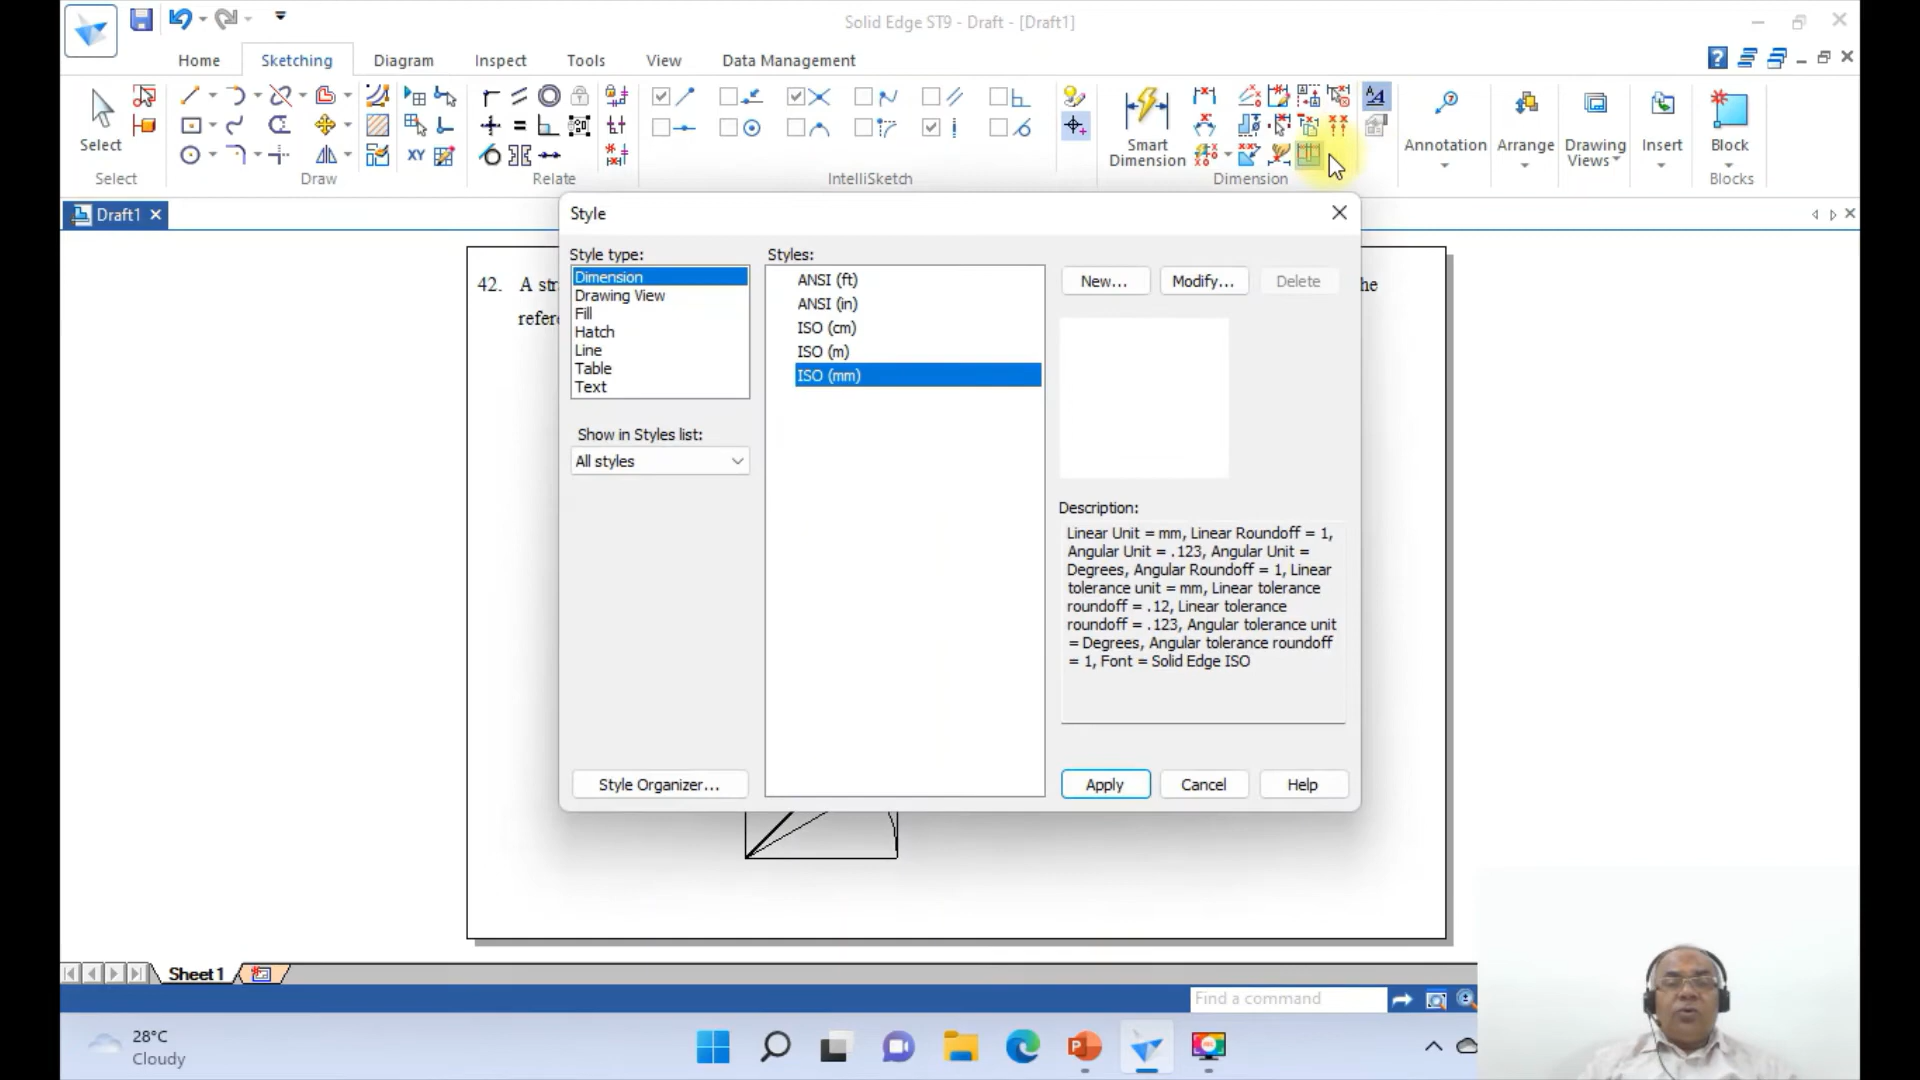 Solid Edge ST9 - Draft - [Draft1]
Home
Sketching
Diagram
Inspect
Tools
View
Data Management
Select
Smart
Dimension
XY
Annotation
Arrange
Drawing
Views
Insert
Block
Select
Draw
Relate
IntelliSketch
Dimension
Blocks
Draft1
Style
Style type:
Dimension
Drawing View
Fill
Hatch
Line
Table
Text
Show in Styles list:
All styles
Style Organizer...
Styles:
ANSI (ft)
ANSI (in)
ISO (cm)
ISO (m)
ISO (mm)
New...
Modify...
Delete
Description:
Linear Unit = mm, Linear Roundoff = 1,
Angular Unit = .123, Angular Unit =
Degrees, Angular Roundoff = 1, Linear
tolerance unit = mm, Linear tolerance
roundoff = .12, Linear tolerance
roundoff = .123, Angular tolerance unit
= Degrees, Angular tolerance roundoff
= 1, Font = Solid Edge ISO
Apply
Cancel
Help
42. A str
refere
Sheet1
Find a command
28°C
Cloudy